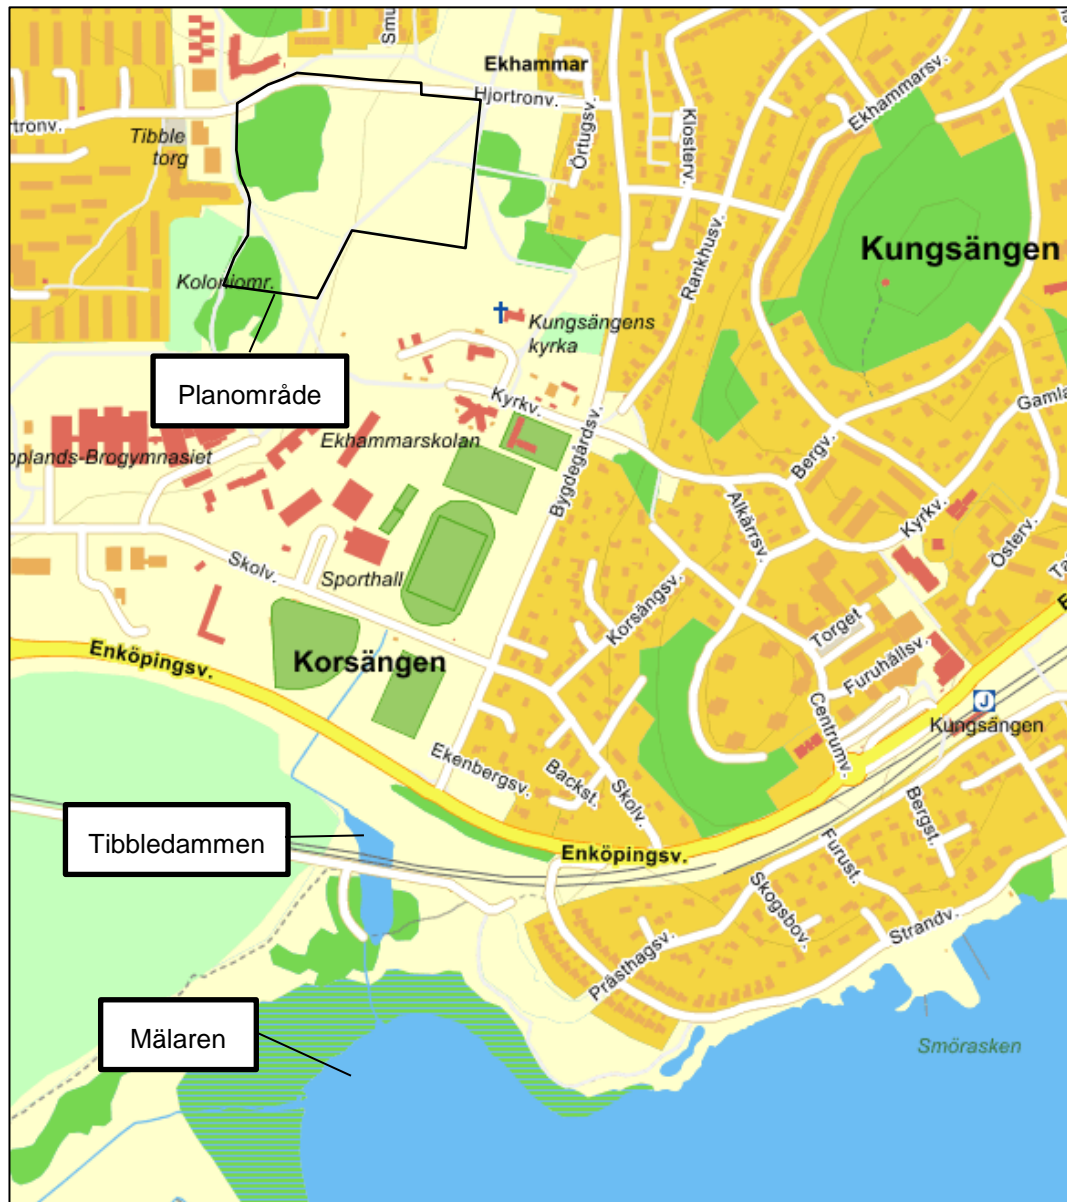 Smu
Ekhammar
Hjortronv.
rtronv.
Tibble
torg
Örtugsv.
Klosterv.
Ekhammarsv.
Rankhusv.
Kungsängen
Koloniomr.
Kungsängens
kyrka
Planområde
Kyrkv.
Ekhammarskolan
pplands-Brogymnasiet
Bygdegårdsv.
Bergv.
Gamla
Alkärrsv.
Kyrkv.
Österv.
Ta
E
Skolv.
Sporthall
Korsängsv.
Torget
Furuhällsv.
Enköpingsv.
Korsängen
Centrumv.
J
Kungsängen
Ekenbergsv.
Backst.
Skolv.
Bergst.
Tibbledammen
Enköpingsv.
Furust.
Skogsbov.
Strandv.
Prästhagsv.
Mälaren
Smörasken